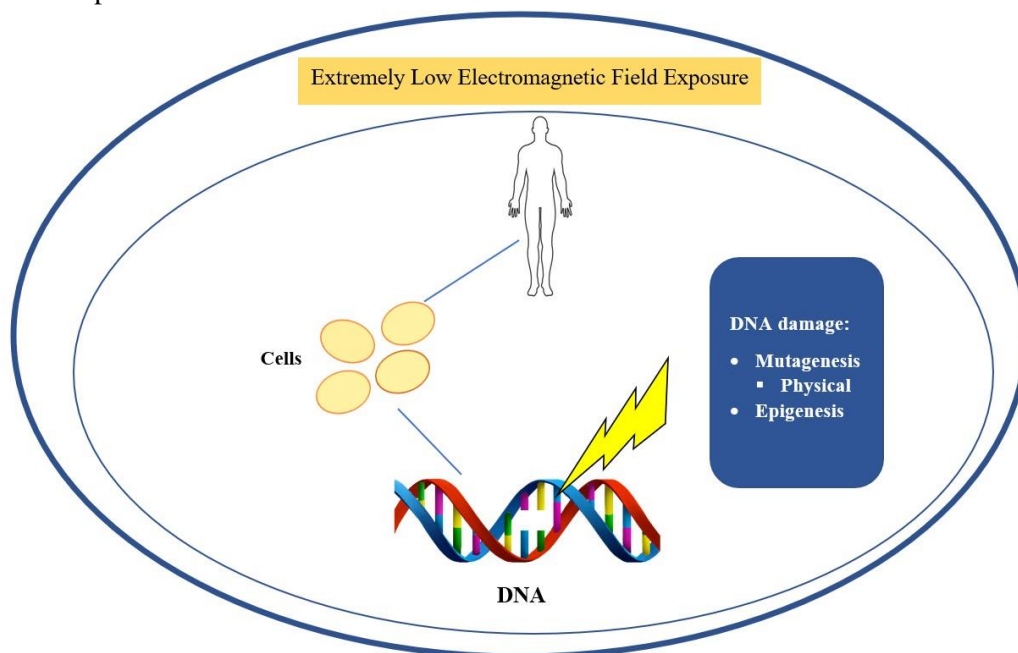 Extremely Low Electromagnetic Field Exposure
Cells
DNA damage:
• Mutagenesis
▪ Physical
• Epigenesis
DNA